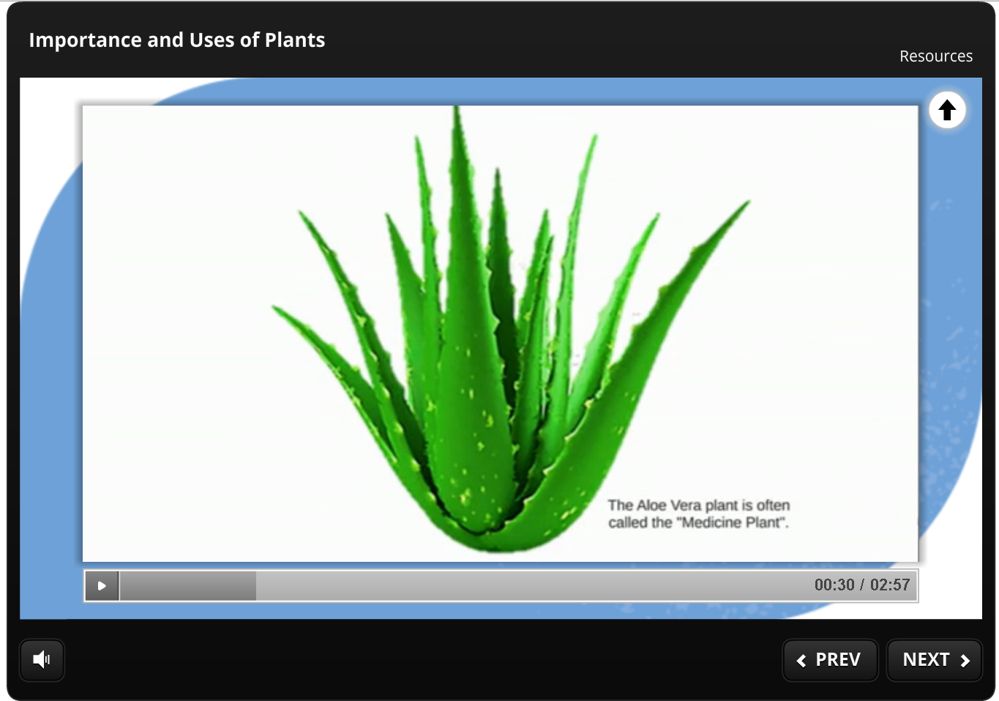 Importance and Uses of Plants
Resources
The Aloe Vera plant is often
called the "Medicine Plant".
00:30 / 02:57
PREV
NEXT